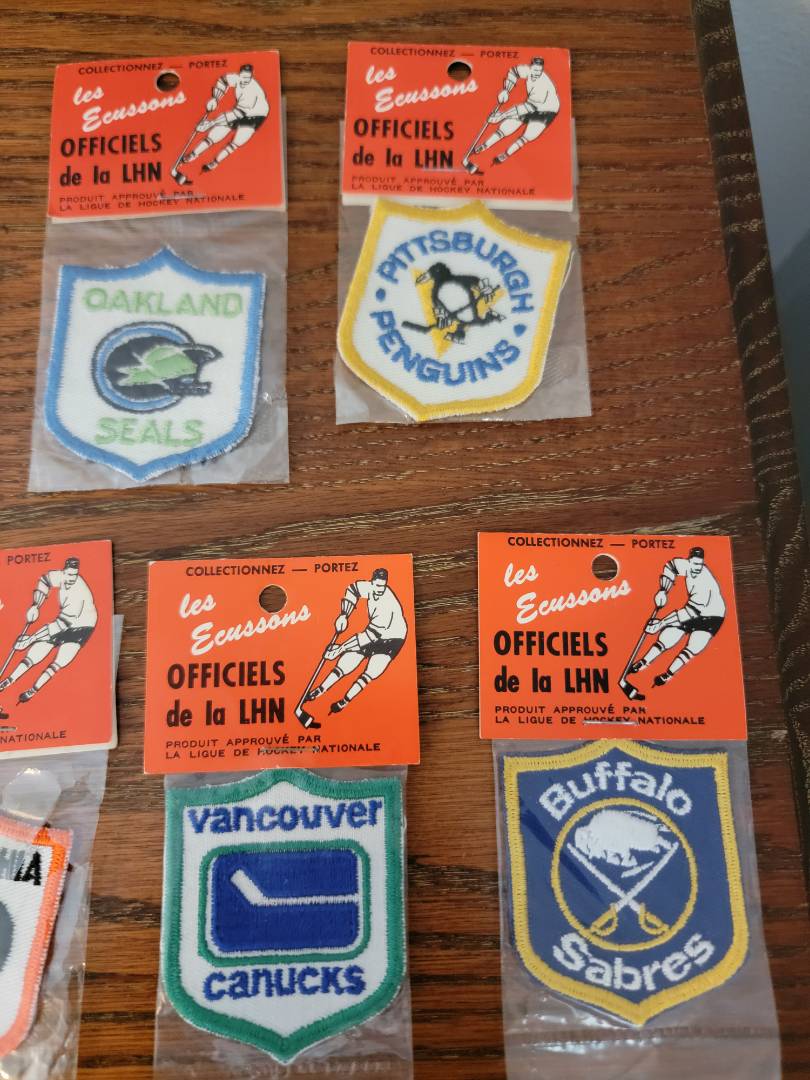 COLLECTIONNEZ — PORTEZ
les
Ecussons
OFFICIELS
de la LHN
PRODUIT APPROUVÉ PAR
LA LIGUE DE HOCKEY NATIONALE
OAKLAND
SEALS
COLLECTIONNEZ — PORTEZ
les
Ecussons
OFFICIELS
de la LHN
PRODUIT APPROUVÉ PAR
LA LIGUE DE HOCKEY NATIONALE
PITTSBURGH
PENGUINS
PORTEZ
NATIONALE
COLLECTIONNEZ — PORTEZ
les
Ecussons
OFFICIELS
de la LHN
PRODUIT APPROUVÉ PAR
LA LIGUE DE HOCKEY NATIONALE
vancouver
canucks
COLLECTIONNEZ — PORTEZ
les
Ecussons
OFFICIELS
de la LHN
PRODUIT APPROUVÉ PAR
LA LIGUE DE HOCKEY NATIONALE
Buffalo
Sabres